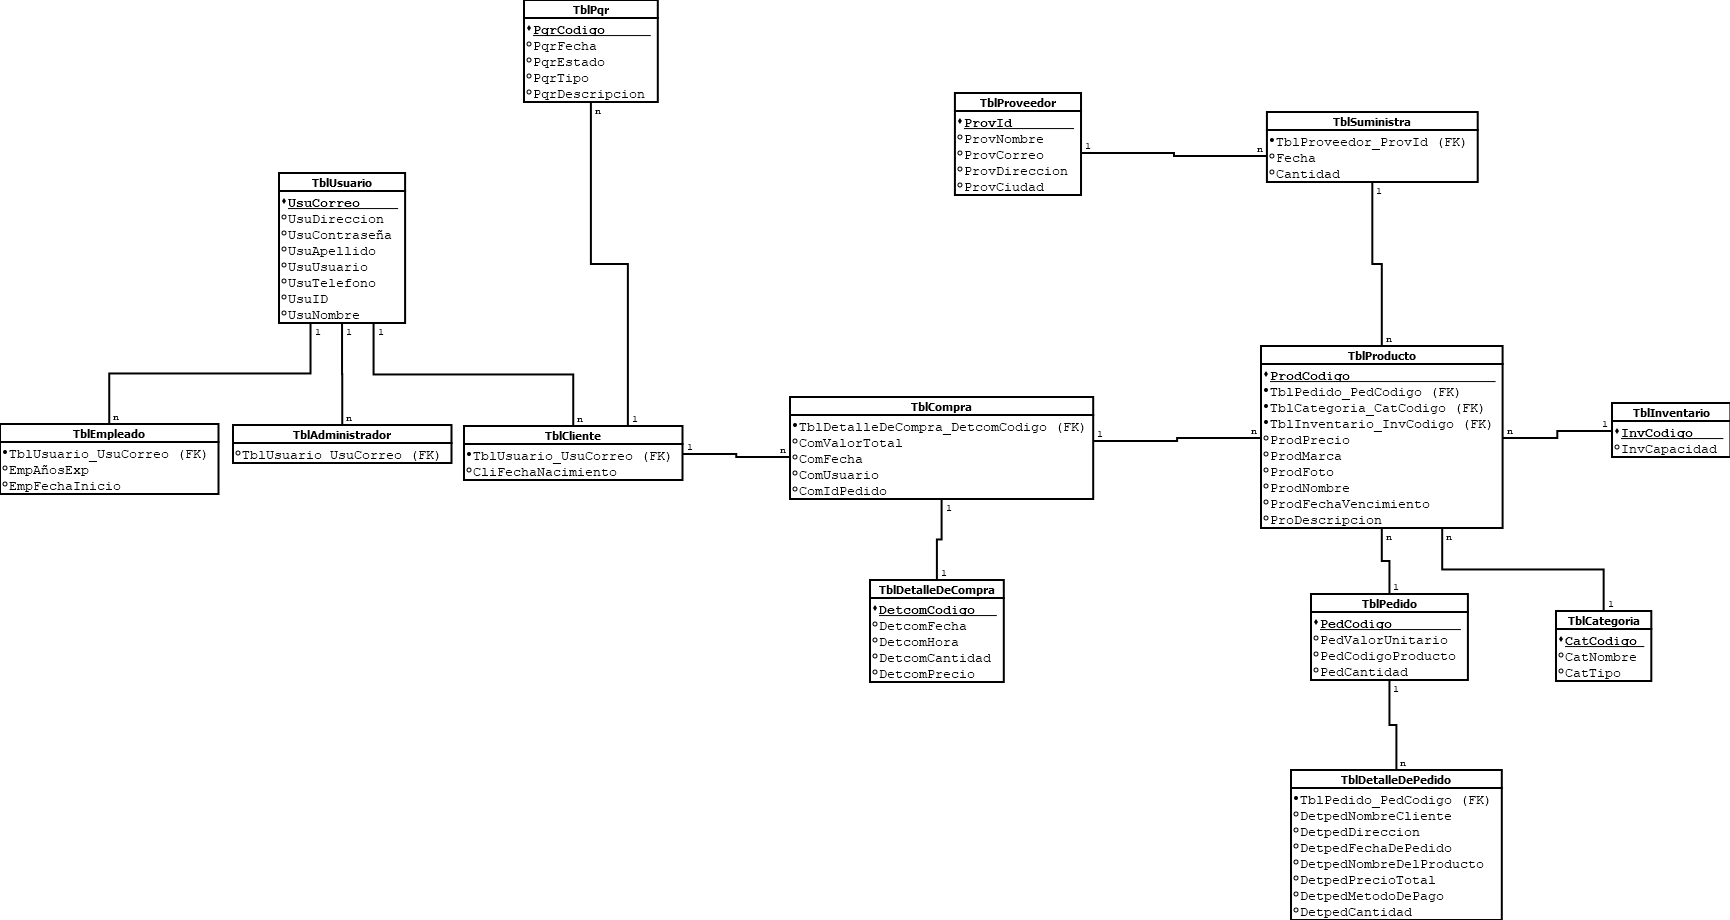 TblPqr
PqrCodigo
PqrFecha
PqrEstado
PqrTipo
PqrDescripcion
n
TblProveedor
ProvId
ProvNombre
ProvCorreo
ProvDireccion
ProvCiudad
1
n
TblSuministra
TblProveedor_ProvId (FK)
Fecha
Cantidad
1
TblUsuario
UsuCorreo
UsuDireccion
UsuContraseña
UsuApellido
UsuUsuario
UsuTelefono
UsuID
UsuNombre
1
1
1
n
n
n
1
n
TblEmpleado
TblUsuario_UsuCorreo (FK)
EmpAñosExp
EmpFechaInicio
TblAdministrador
TblUsuario_UsuCorreo (FK)
TblCliente
TblUsuario_UsuCorreo (FK)
CliFechaNacimiento
1
n
TblCompra
TblDetalleDeCompra_DetcomCodigo (FK)
ComValorTotal
ComFecha
ComUsuario
ComIdPedido
1
n
1
TblProducto
ProdCodigo
TblPedido_PedCodigo (FK)
TblCategoria_CatCodigo (FK)
TblInventario_InvCodigo (FK)
ProdPrecio
ProdMarca
ProdFoto
ProdNombre
ProdFechaVencimiento
ProDescripcion
n
1
TblInventario
InvCodigo
InvCapacidad
n
n
1
TblDetalleDeCompra
DetcomCodigo
DetcomFecha
DetcomHora
DetcomCantidad
DetcomPrecio
1
TblPedido
PedCodigo
PedValorUnitario
PedCodigoProducto
PedCantidad
1
1
TblCategoria
CatCodigo
CatNombre
CatTipo
n
TblDetalleDePedido
TblPedido_PedCodigo (FK)
DetpedNombreCliente
DetpedDireccion
DetpedFechaDePedido
DetpedNombreDelProducto
DetpedPrecioTotal
DetpedMetodoDePago
DetpedCantidad